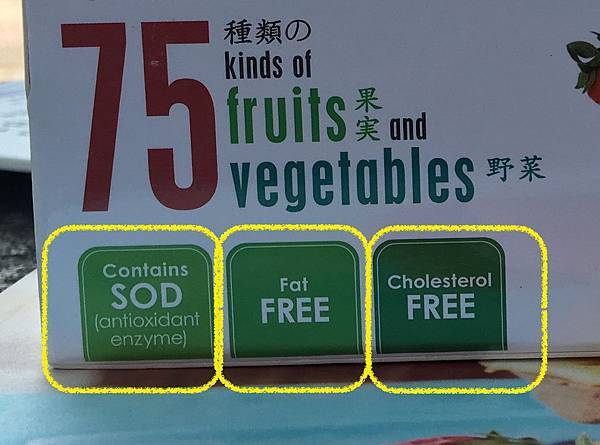 75
種類の
kinds of
fruits 果実 and
vegetables 野菜
Contains
SOD
(antioxidant
enzyme)
Fat
FREE
Cholesterol
FREE